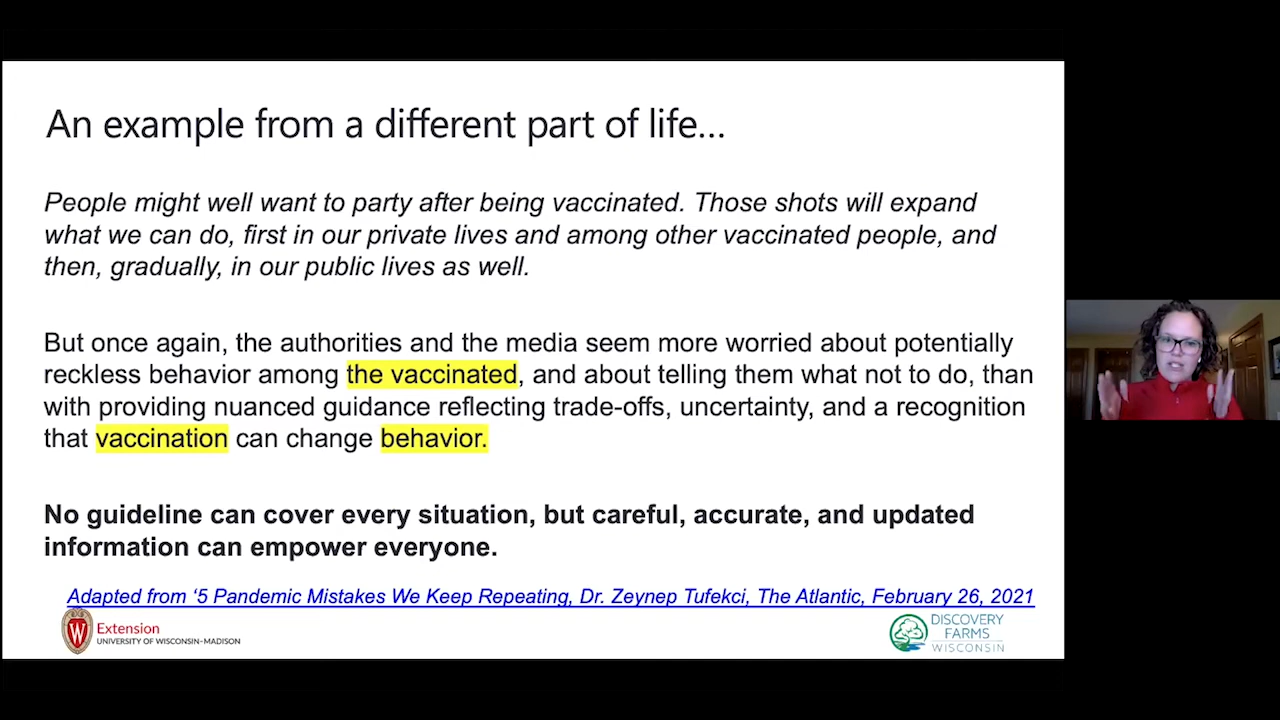 An example from a different part of life...
People might well want to party after being vaccinated. Those shots will expand
what we can do, first in our private lives and among other vaccinated people, and
then, gradually, in our public lives as well.
But once again, the authorities and the media seem more worried about potentially
reckless behavior among the vaccinated, and about telling them what not to do, than
with providing nuanced guidance reflecting trade-offs, uncertainty, and a recognition
that vaccination can change behavior.
No guideline can cover every situation, but careful, accurate, and updated
information can empower everyone.
Adapted from ‘5 Pandemic Mistakes We Keep Repeating, Dr. Zeynep Tufekci, The Atlantic, February 26, 2021
W
Extension
UNIVERSITY OF WISCONSIN-MADISON
DISCOVERY
FARMS
WISCONSIN